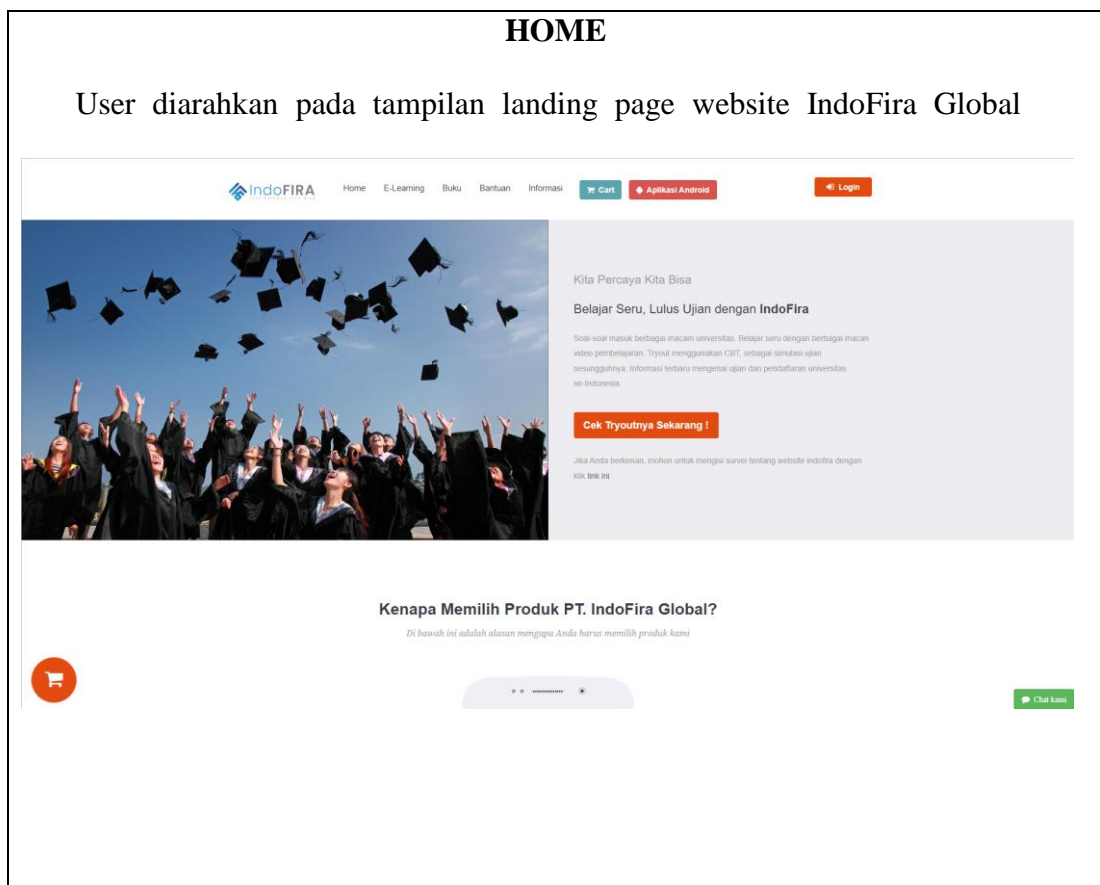 HOME
User diarahkan pada tampilan landing page website IndoFira Global
IndoFIRA
Home E-Learning Buku Bantuan Informasi Cart Aplikasi Android Login
Kita Percaya Kita Bisa
Belajar Seru, Lulus Ujian dengan IndoFira
Soal-soal masuk berbagai macam universitas. Belajar seru dengan berbagai macan
video pembelajaran. Tryout menggunakan CBT, sebagai simulasi ujian
sesungguhnya. Informasi terbaru mengenai ujian dan pendaftaran universitas
se-Indonesia.
Cek Tryoutnya Sekarang !
Jika Anda berkenan, mohon untuk mengisi survei tentang website indofira dengan
klik link ini
Kenapa Memilih Produk PT. IndoFira Global?
Di bawah ini adalah alasan mengapa Anda harus memilih produk kami
Chat kami